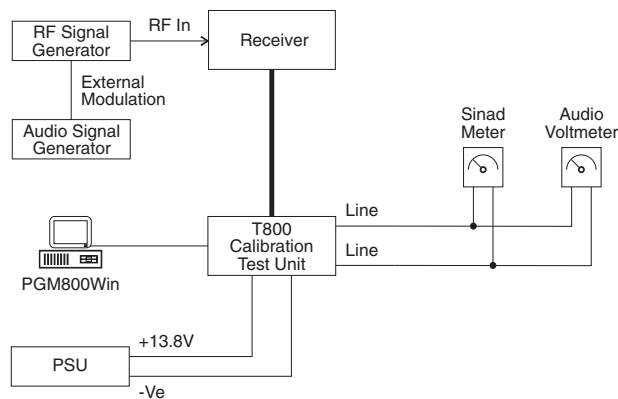 RF Signal
Generator
RF In
Receiver
External
Modulation
Audio Signal
Generator
Sinad
Meter
Audio
Voltmeter
T800
Calibration
Test Unit
Line
Line
PGM800Win
PSU
+13.8V
-Ve